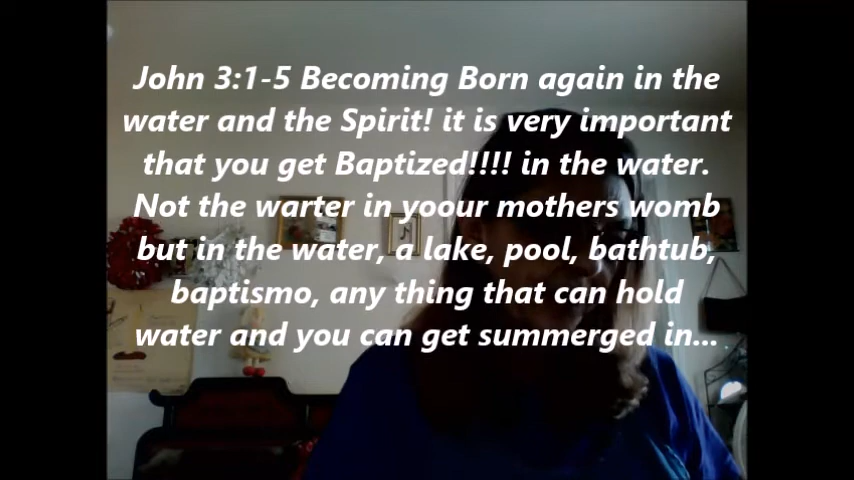 John 3:1-5 Becoming Born again in the
water and the Spirit! it is very important
that you get Baptized!!!! in the water.
Not the warter in yoour mothers womb
but in the water, a lake, pool, bathtub,
baptismo, any thing that can hold
water and you can get summerged in...